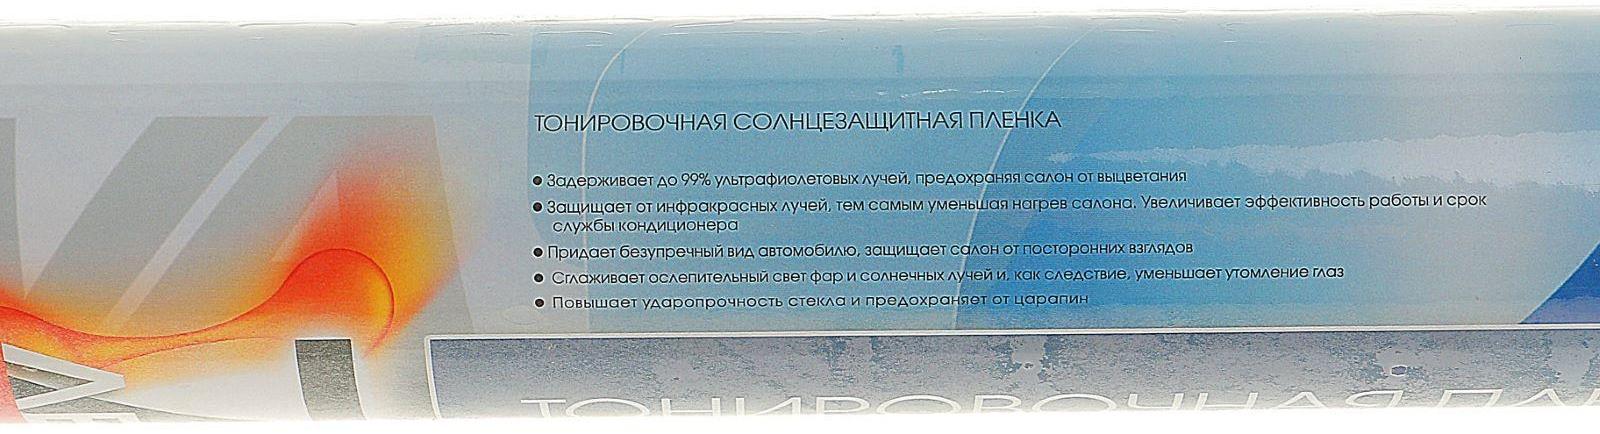 ТОНИРОВОЧНАЯ СОЛНЦЕЗАЩИТНАЯ ПЛЕНКА
● Задерживает до 99% ультрафиолетовых лучей, предохраняя салон от выцветания
● Защищает от инфракрасных лучей, тем самым уменьшая нагрев салона. Увеличивает эффективность работы и срок
службы кондиционера
● Придает безупречный вид автомобилю, защищает салон от посторонних взглядов
● Сглаживает ослепительный свет фар и солнечных лучей и, как следствие, уменьшает утомление глаз
● Повышает ударопрочность стекла и предохраняет от царапин
ТОНИРОВОЧНАЯ